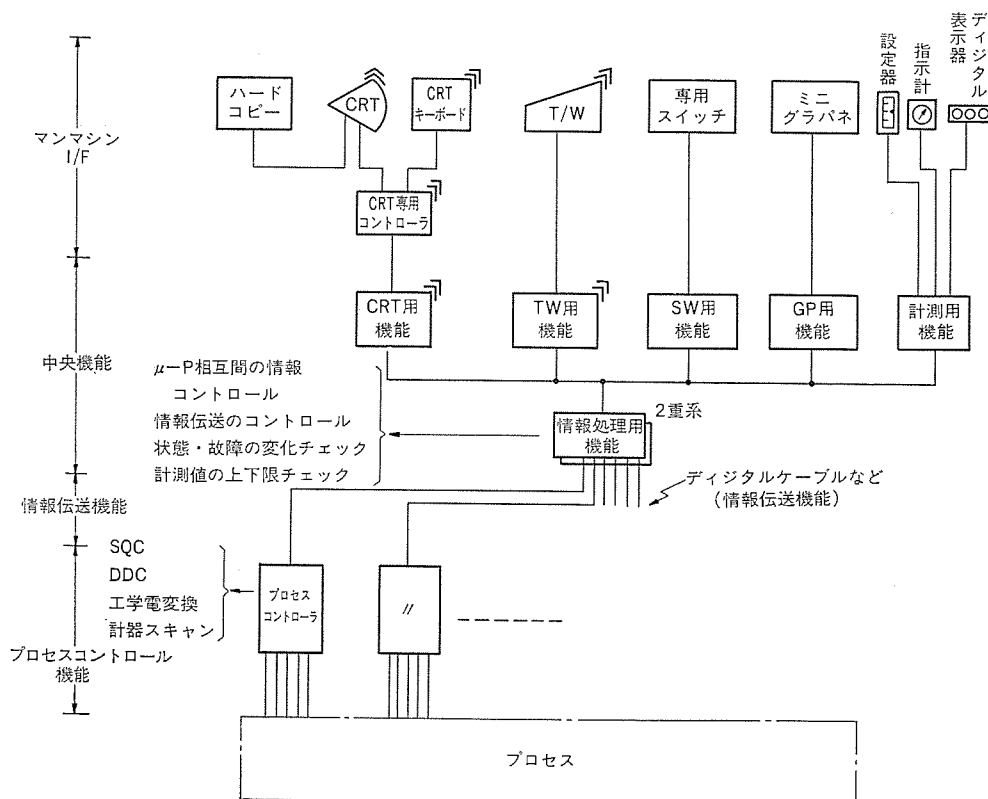 ディジタル
表示器
指示計
設定器
ハード
コピー
CRT
CRT
キーボード
T/W
専用
スイッチ
ミニ
グラパネ
マンマシン
I/F
CRT専用
コントローラ
CRT用
機能
TW用
機能
SW用
機能
GP用
機能
計測用
機能
中央機能
μ−P相互間の情報
コントロール
情報伝送のコントロール
状態・故障の変化チェック
計測値の上下限チェック
2重系
情報処理用
機能
ディジタルケーブルなど
(情報伝送機能)
情報伝送機能
SQC
DDC
工学電変換
計器スキャン
プロセス
コントローラ
〃
プロセスコントロール
機能
プロセス